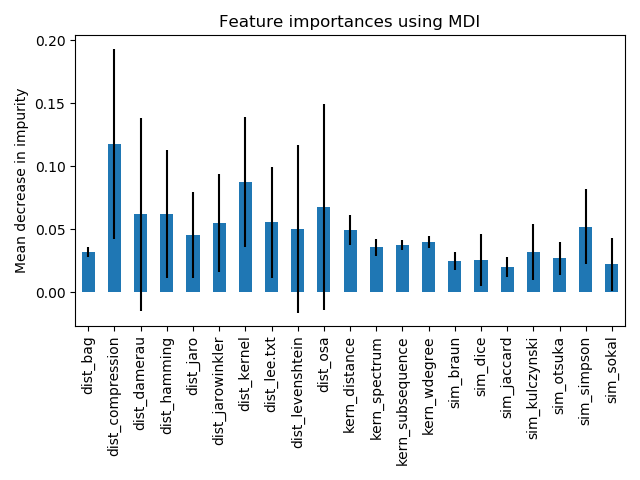 Feature importances using MDI
Mean decrease in impurity
0.20
0.15
0.10
0.05
0.00
dist_bag
dist_compression
dist_damerau
dist_hamming
dist_jaro
dist_jarowinkler
dist_kernel
dist_lee.txt
dist_levenshtein
dist_osa
kern_distance
kern_spectrum
kern_subsequence
kern_wdegree
sim_braun
sim_dice
sim_jaccard
sim_kulczynski
sim_otsuka
sim_simpson
sim_sokal